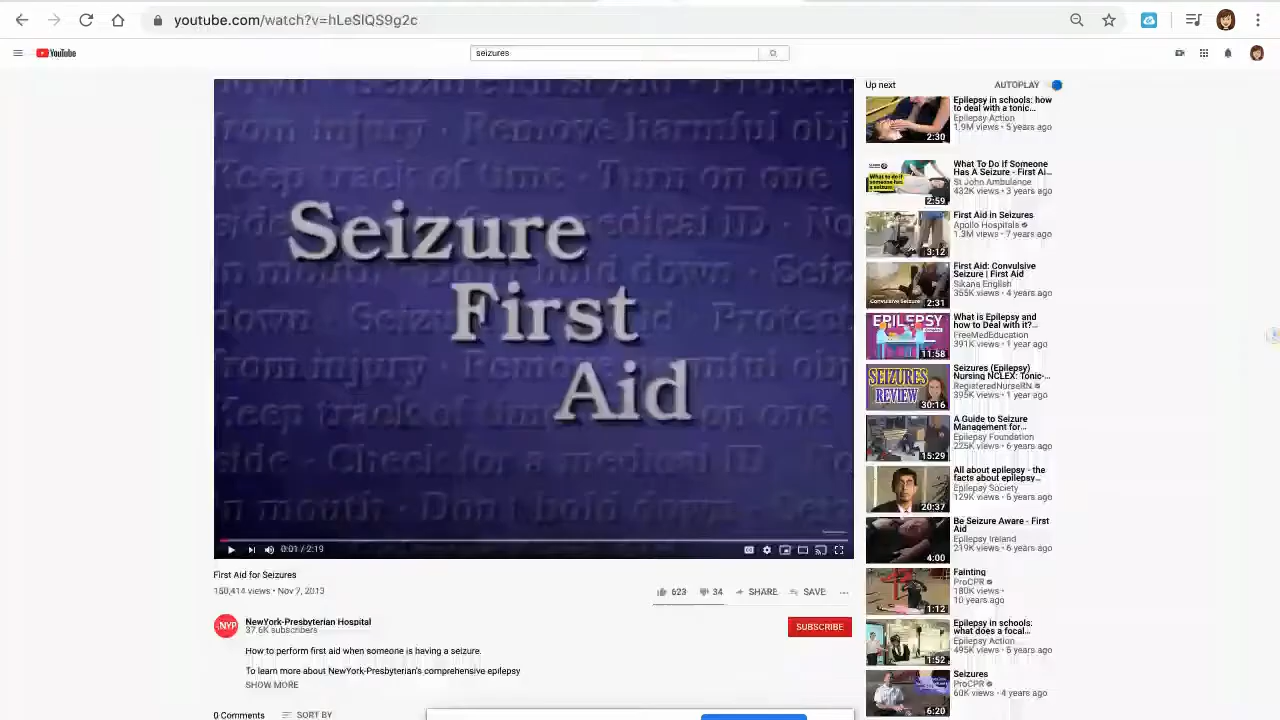 youtube.com/watch?v=hLeSlQS9g2c
YouTube
seizures
from injury · Remove harmful obj
Turn on one
Seizure
First
Aid
0:01 / 2:19
First Aid for Seizures
150,414 views • Nov 7, 2013
623
34
SHARE
SAVE
NYP
NewYork-Presbyterian Hospital
37.6K subscribers
SUBSCRIBE
How to perform first aid when someone is having a seizure.
To learn more about NewYork-Presbyterian's comprehensive epilepsy
SHOW MORE
0 Comments
SORT BY
Up next
AUTOPLAY
Epilepsy in schools: how
to deal with a tonic...
Epilepsy Action
1.9M views • 5 years ago
2:30
What To Do if Someone
Has A Seizure - First Ai...
St John Ambulance
432K views • 3 years ago
2:59
First Aid in Seizures
Apollo Hospitals
1.3M views • 7 years ago
3:12
First Aid: Convulsive
Seizure | First Aid
Sikana English
355K views • 4 years ago
Convulsive Seizure
2:31
What is Epilepsy and
how to Deal with it?...
FreeMedEducation
391K views • 1 year ago
EPILEPSY
11:58
Seizures (Epilepsy)
Nursing NCLEX: Tonic-...
RegisteredNurseRN
395K views • 1 year ago
SEIZURES
REVIEW
30:16
A Guide to Seizure
Management for...
Epilepsy Foundation
225K views • 6 years ago
15:29
All about epilepsy - the
facts about epilepsy...
Epilepsy Society
129K views • 6 years ago
20:37
Be Seizure Aware - First
Aid
Epilepsy Ireland
219K views • 6 years ago
4:00
Fainting
ProCPR
180K views •
10 years ago
1:12
Epilepsy in schools:
what does a focal...
Epilepsy Action
495K views • 6 years ago
1:52
Seizures
ProCPR
60K views • 4 years ago
6:20